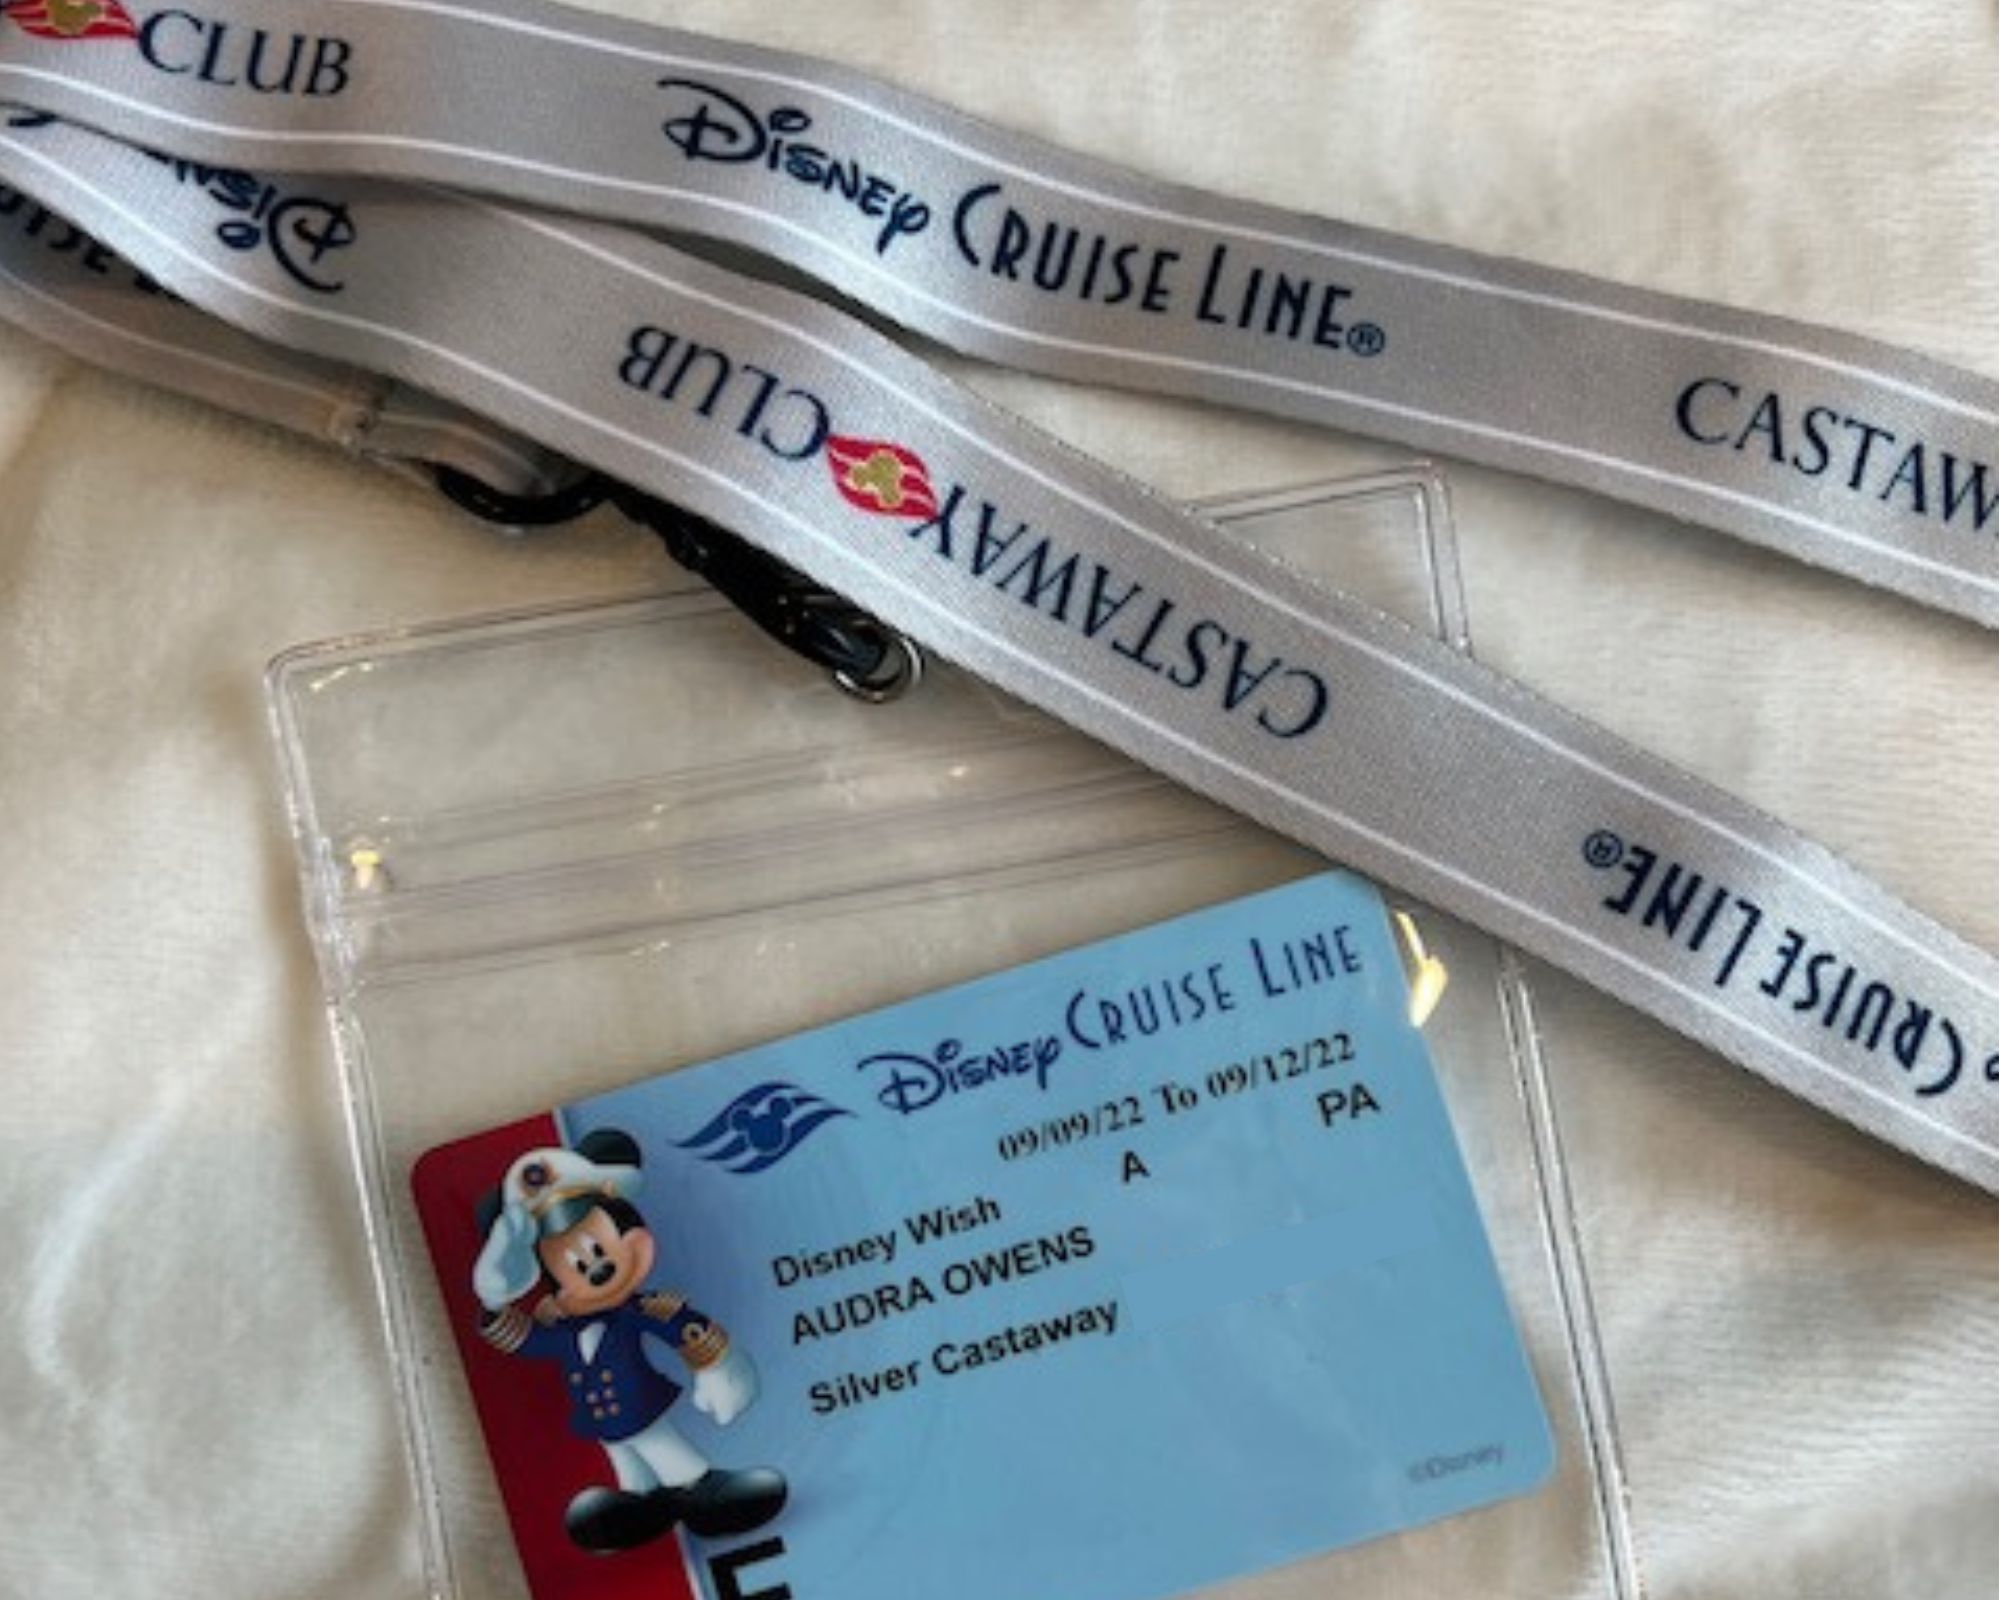 CLUB
DISNEY CRUISE LINE®
CASTAW
DISN
CASTAWAY CLUB
CRUISE LINE®
DISNEY CRUISE LINE
09/09/22 To 09/12/22
A PA
Disney Wish
AUDRA OWENS
Silver Castaway
©Disney
E